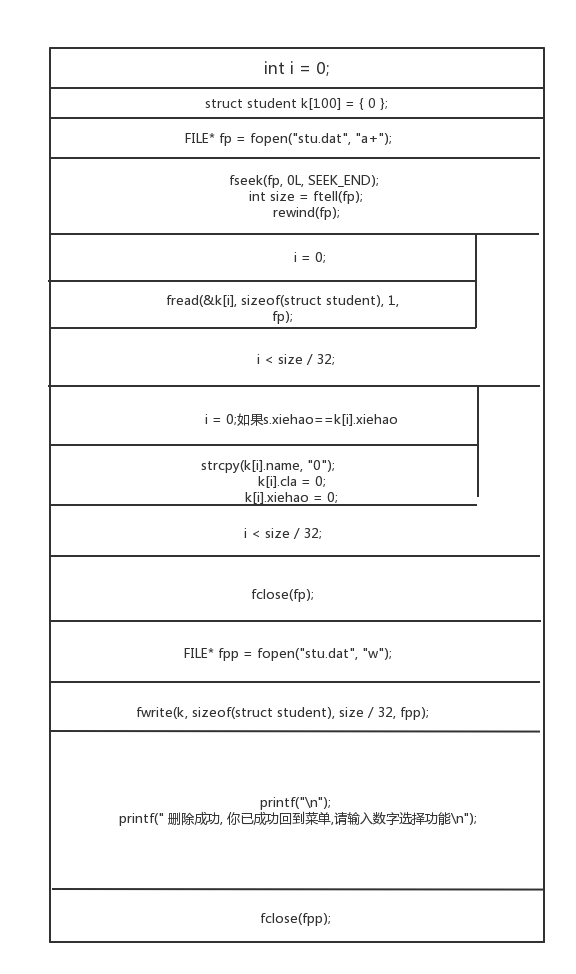 int i = 0;
struct student k[100] = { 0 };
FILE* fp = fopen("stu.dat", "a+");
fseek(fp, 0L, SEEK_END);
int size = ftell(fp);
rewind(fp);
i = 0;
fread(&k[i], sizeof(struct student), 1,
fp);
i < size / 32;
i = 0;如果s.xiehao==k[i].xiehao
strcpy(k[i].name, "0");
k[i].cla = 0;
k[i].xiehao = 0;
i < size / 32;
fclose(fp);
FILE* fpp = fopen("stu.dat", "w");
fwrite(k, sizeof(struct student), size / 32, fpp);
printf("\n");
printf(" 删除成功, 你已成功回到菜单,请输入数字选择功能\n");
fclose(fpp);